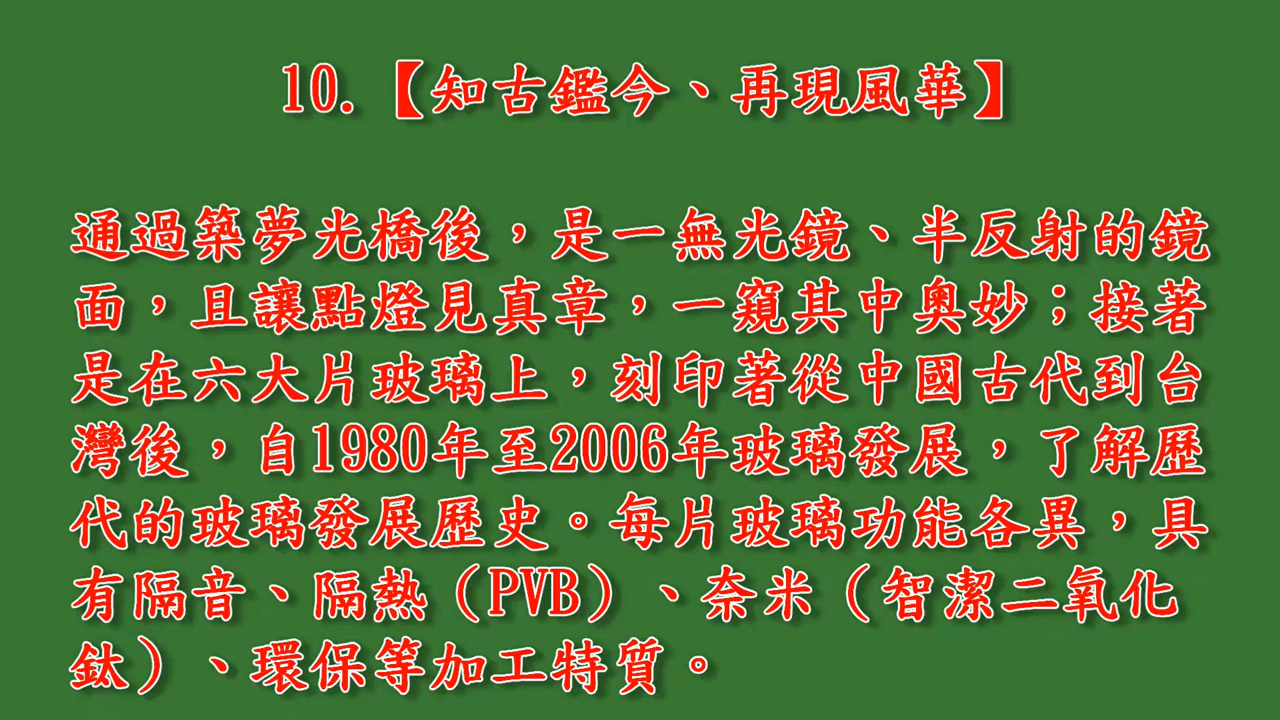 10.【知古鑑今、再現風華】
通過築夢光橋後，是一無光鏡、半反射的鏡
面，且讓點燈見真章，一窺其中奧妙；接著
是在六大片玻璃上，刻印著從中國古代到台
灣後，自1980年至2006年玻璃發展，了解歷
代的玻璃發展歷史。每片玻璃功能各異，具
有隔音、隔熱（PVB）、奈米（智潔二氧化
鈦）、環保等加工特質。